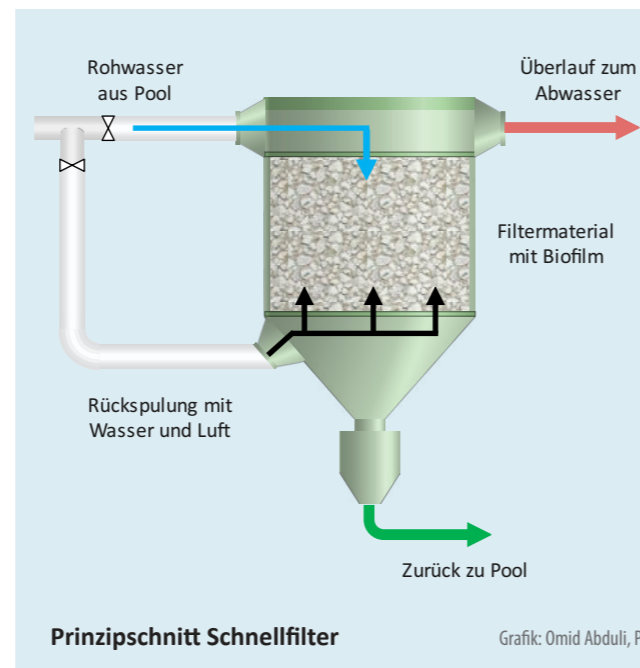 Rohwasser
aus Pool
Überlauf zum
Abwasser
Filtermaterial
mit Biofilm
Rückspulung mit
Wasser und Luft
Zurück zu Pool
Prinzipschnitt Schnellfilter
Grafik: Omid Abduli, P